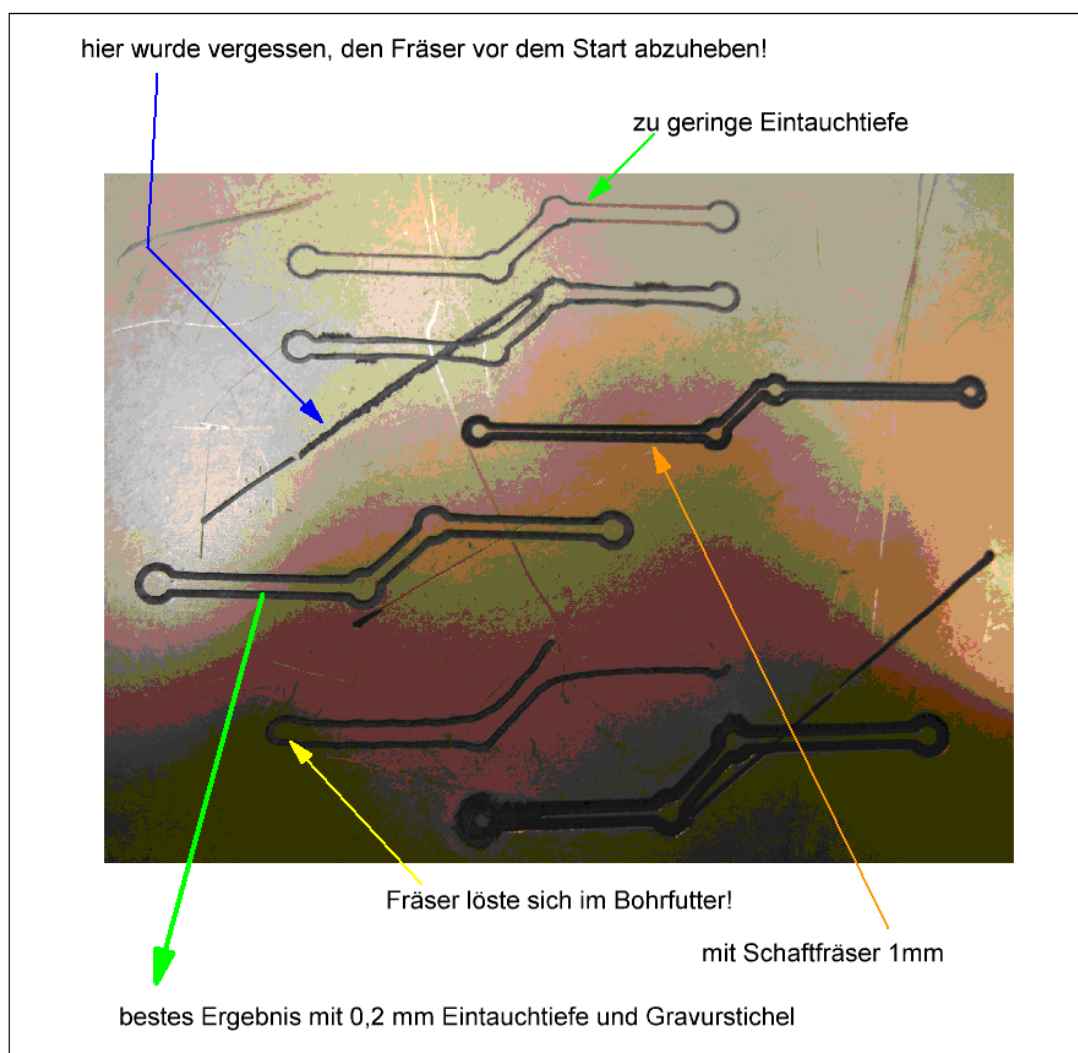 hier wurde vergessen, den Fräser vor dem Start abzuheben!
zu geringe Eintauchtiefe
Fräser löste sich im Bohrfutter!
mit Schaftfräser 1mm
bestes Ergebnis mit 0,2 mm Eintauchtiefe und Gravurstichel